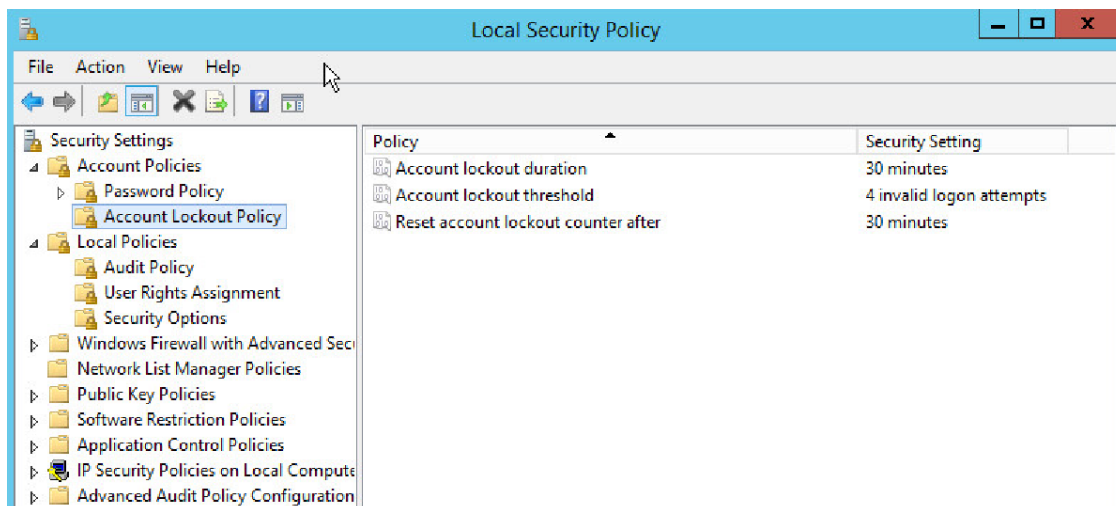 Local Security Policy
File Action View Help
Security Settings
Account Policies
Password Policy
Account Lockout Policy
Local Policies
Audit Policy
User Rights Assignment
Security Options
Windows Firewall with Advanced Secu
Network List Manager Policies
Public Key Policies
Software Restriction Policies
Application Control Policies
IP Security Policies on Local Compute
Advanced Audit Policy Configuration
Policy Security Setting
Account lockout duration 30 minutes
Account lockout threshold 4 invalid logon attempts
Reset account lockout counter after 30 minutes